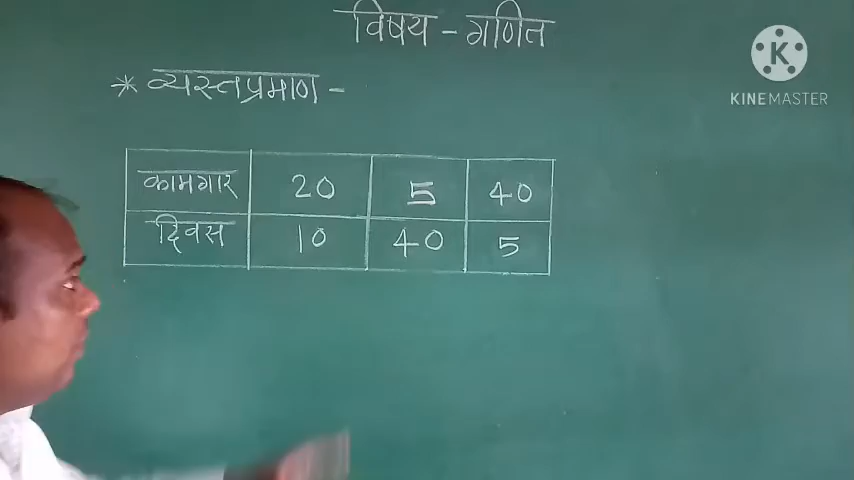 विषय - गणित
* व्यस्तप्रमाण -
कामगार 20 5 40
दिवस 10 40 5
K
KINEMASTER